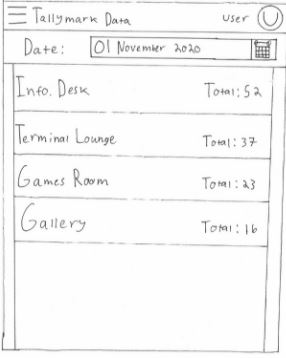 Tallymark Data User U
Date: 01 November 2020
Info. Desk Total: 52
Terminal Lounge Total: 37
Games Room Total: 23
Gallery Total: 16